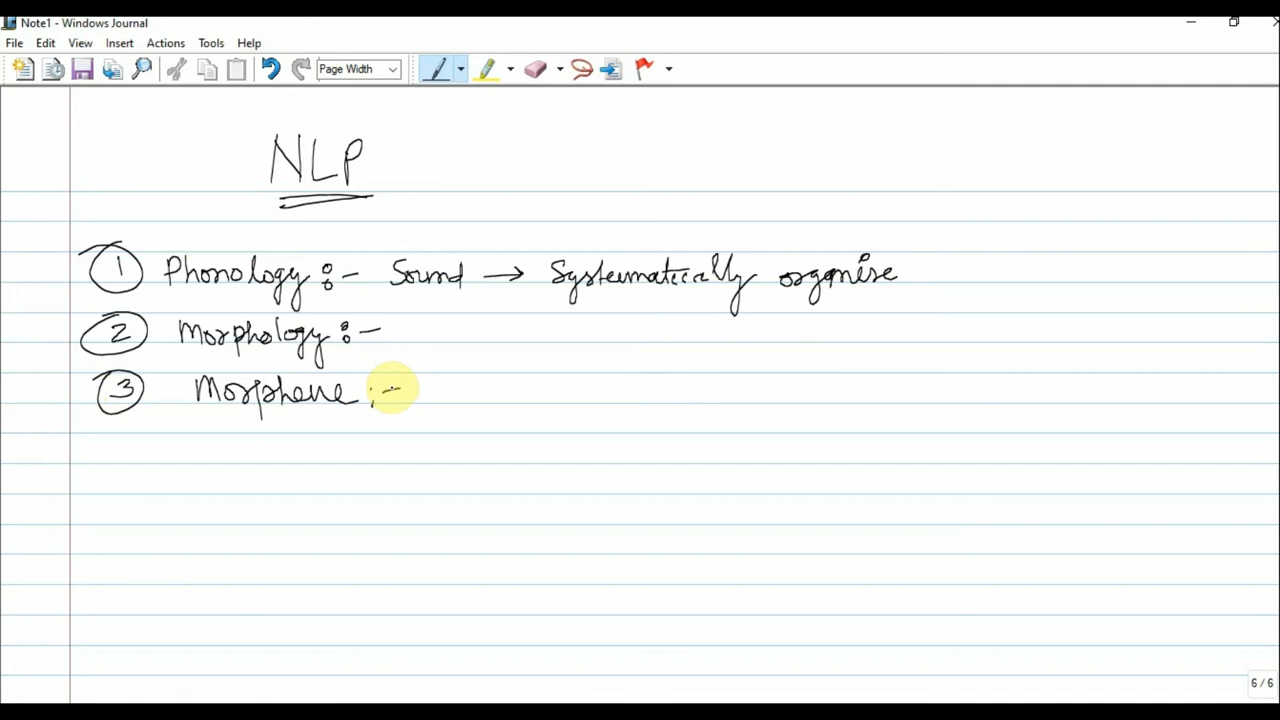 Note1 - Windows Journal
File Edit View Insert Actions Tools Help
Page Width
NLP
1 Phonology :- Sound → Systematically organise
2 Morphology :-
3 Morphene :-
6 / 6